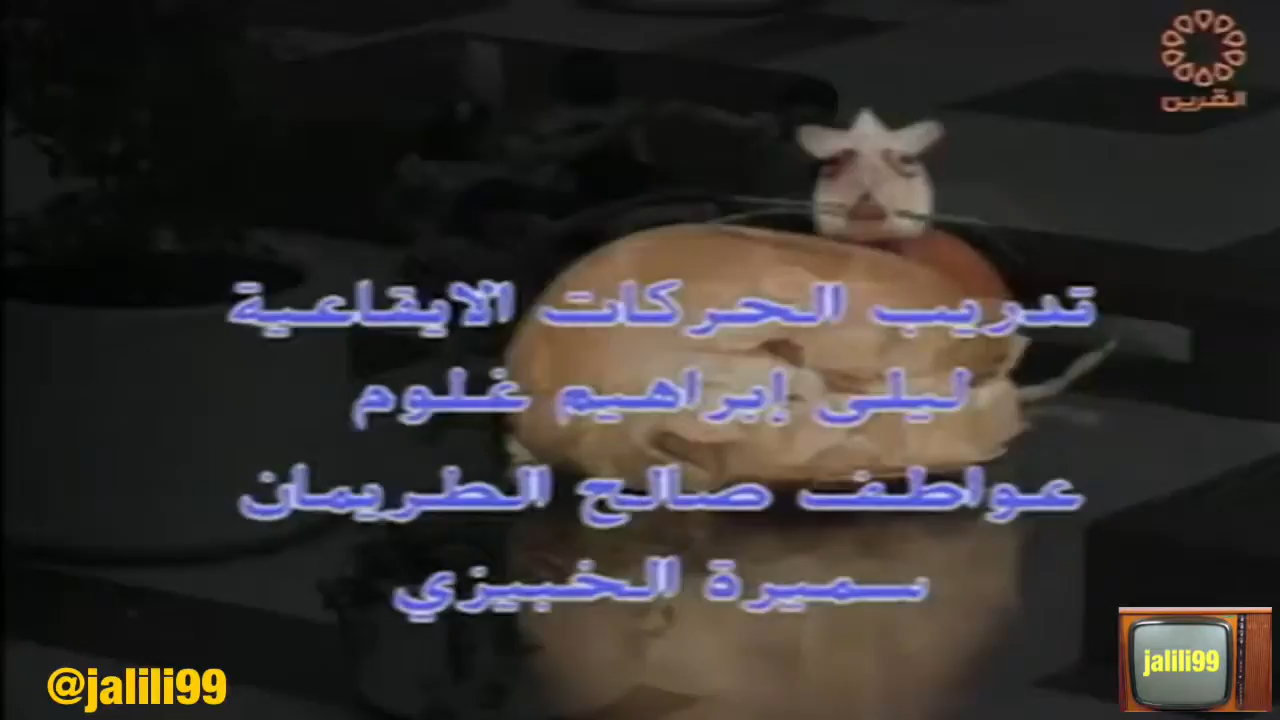 القرين
تدريب الحركات الايقاعية
ليلى إبراهيم غلوم
عواطف صالح الطريمان
سميرة الخبيزي
@jalili99
jalili99